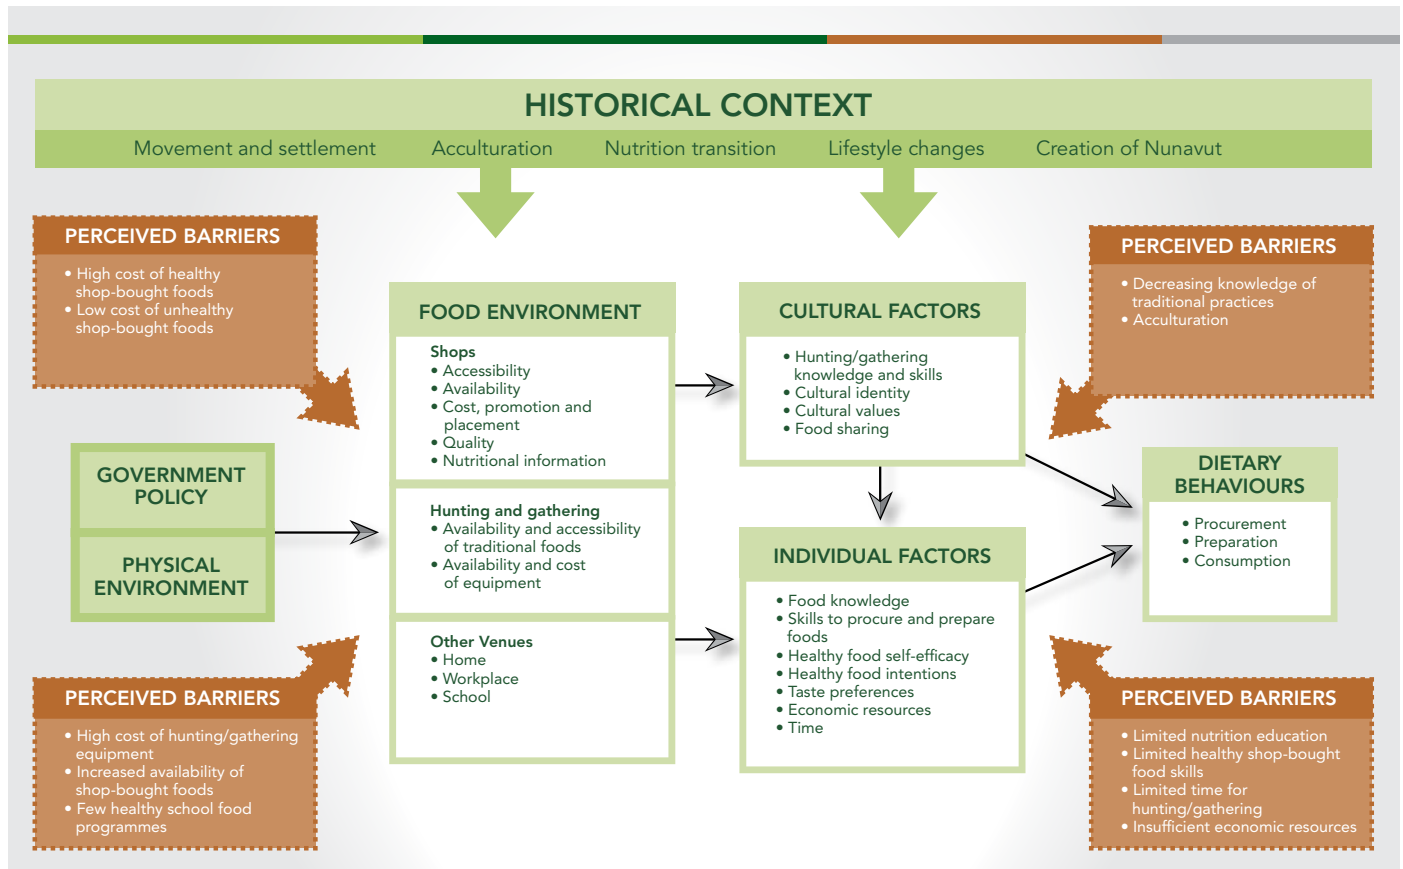 HISTORICAL CONTEXT
Movement and settlement Acculturation Nutrition transition Lifestyle changes Creation of Nunavut
PERCEIVED BARRIERS
• High cost of healthy
shop-bought foods
• Low cost of unhealthy
shop-bought foods
GOVERNMENT
POLICY
PHYSICAL
ENVIRONMENT
PERCEIVED BARRIERS
• High cost of hunting/gathering
equipment
• Increased availability of
shop-bought foods
• Few healthy school food
programmes
FOOD ENVIRONMENT
Shops
• Accessibility
• Availability
• Cost, promotion and
placement
• Quality
• Nutritional information
Hunting and gathering
• Availability and accessibility
of traditional foods
• Availability and cost
of equipment
Other Venues
• Home
• Workplace
• School
CULTURAL FACTORS
• Hunting/gathering
knowledge and skills
• Cultural identity
• Cultural values
• Food sharing
INDIVIDUAL FACTORS
• Food knowledge
• Skills to procure and prepare
foods
• Healthy food self-efficacy
• Healthy food intentions
• Taste preferences
• Economic resources
• Time
PERCEIVED BARRIERS
• Decreasing knowledge of
traditional practices
• Acculturation
DIETARY
BEHAVIOURS
• Procurement
• Preparation
• Consumption
PERCEIVED BARRIERS
• Limited nutrition education
• Limited healthy shop-bought
food skills
• Limited time for
hunting/gathering
• Insufficient economic resources